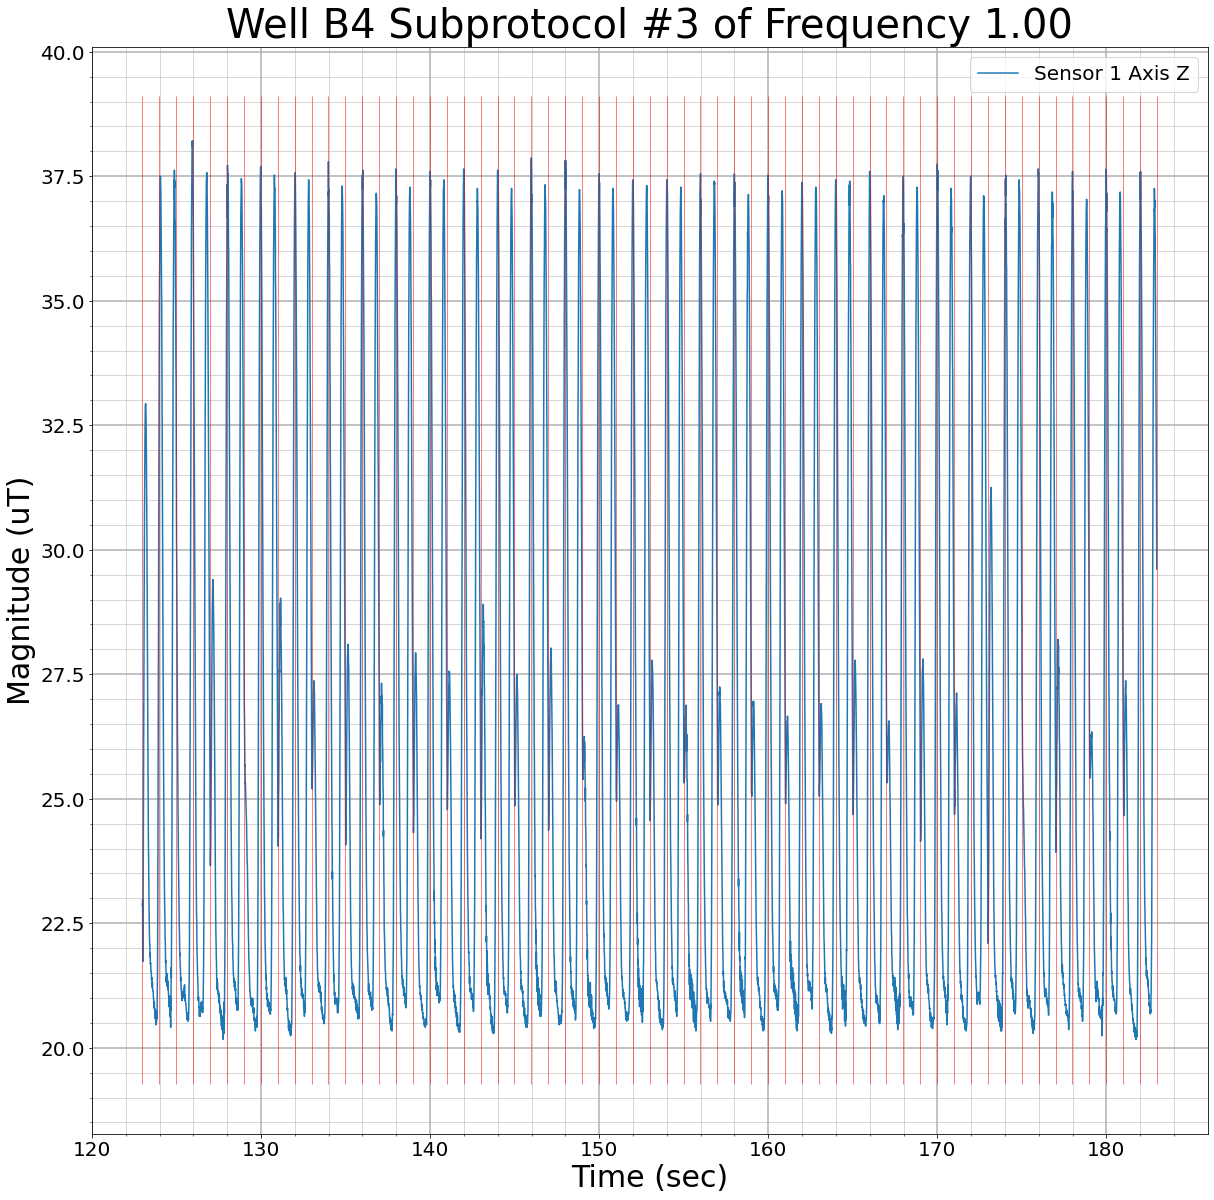 Well B4 Subprotocol #3 of Frequency 1.00
Sensor 1 Axis Z
40.0
37.5
35.0
32.5
30.0
27.5
25.0
22.5
20.0
Magnitude (uT)
120 130 140 150 160 170 180
Time (sec)